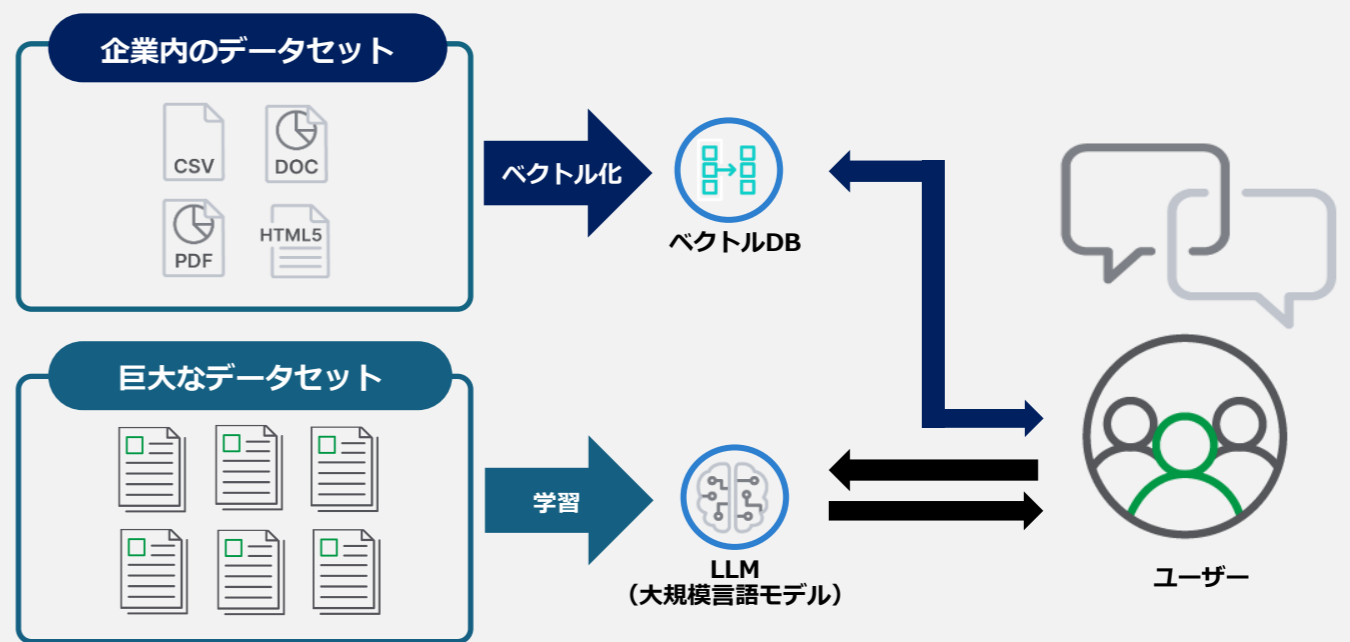 企業内のデータセット
CSV
DOC
PDF
HTML5
ベクトル化
ベクトルDB
巨大なデータセット
学習
LLM
（大規模言語モデル）
ユーザー